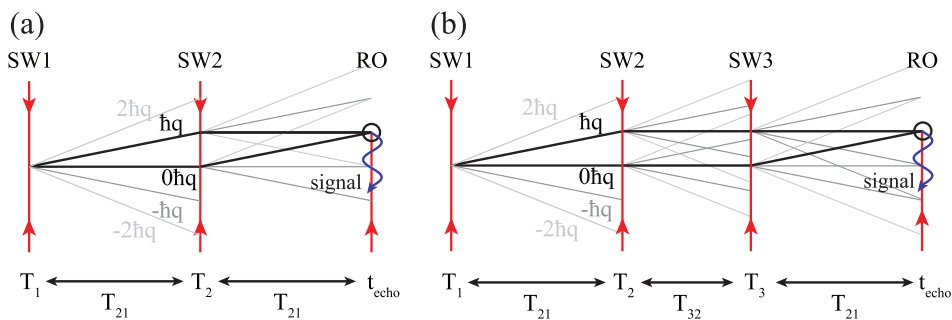 (a)
SW1 SW2 RO
2ħq
ħq
0ħq
-ħq
-2ħq
signal
T1 T2 techo
T21 T21
(b)
SW1 SW2 SW3 RO
2ħq
ħq
0ħq
-ħq
-2ħq
signal
T1 T2 T3 techo
T21 T32 T21